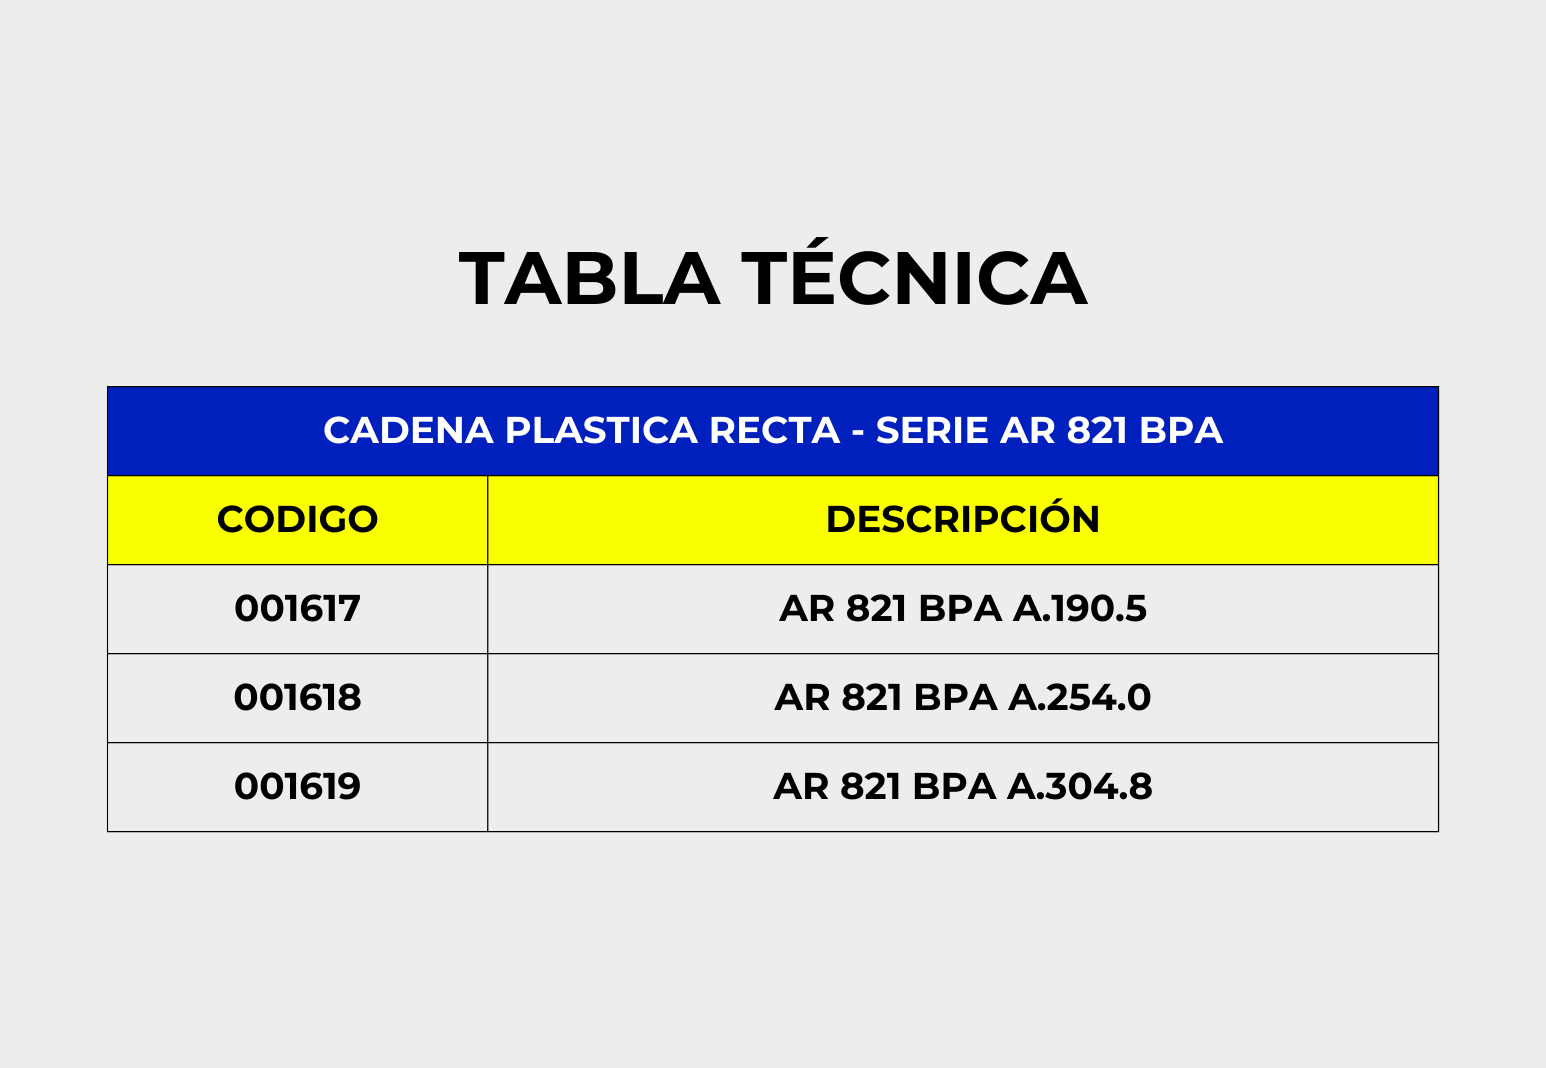 TABLA TÉCNICA
CADENA PLASTICA RECTA - SERIE AR 821 BPA
CODIGO DESCRIPCIÓN
001617 AR 821 BPA A.190.5
001618 AR 821 BPA A.254.0
001619 AR 821 BPA A.304.8